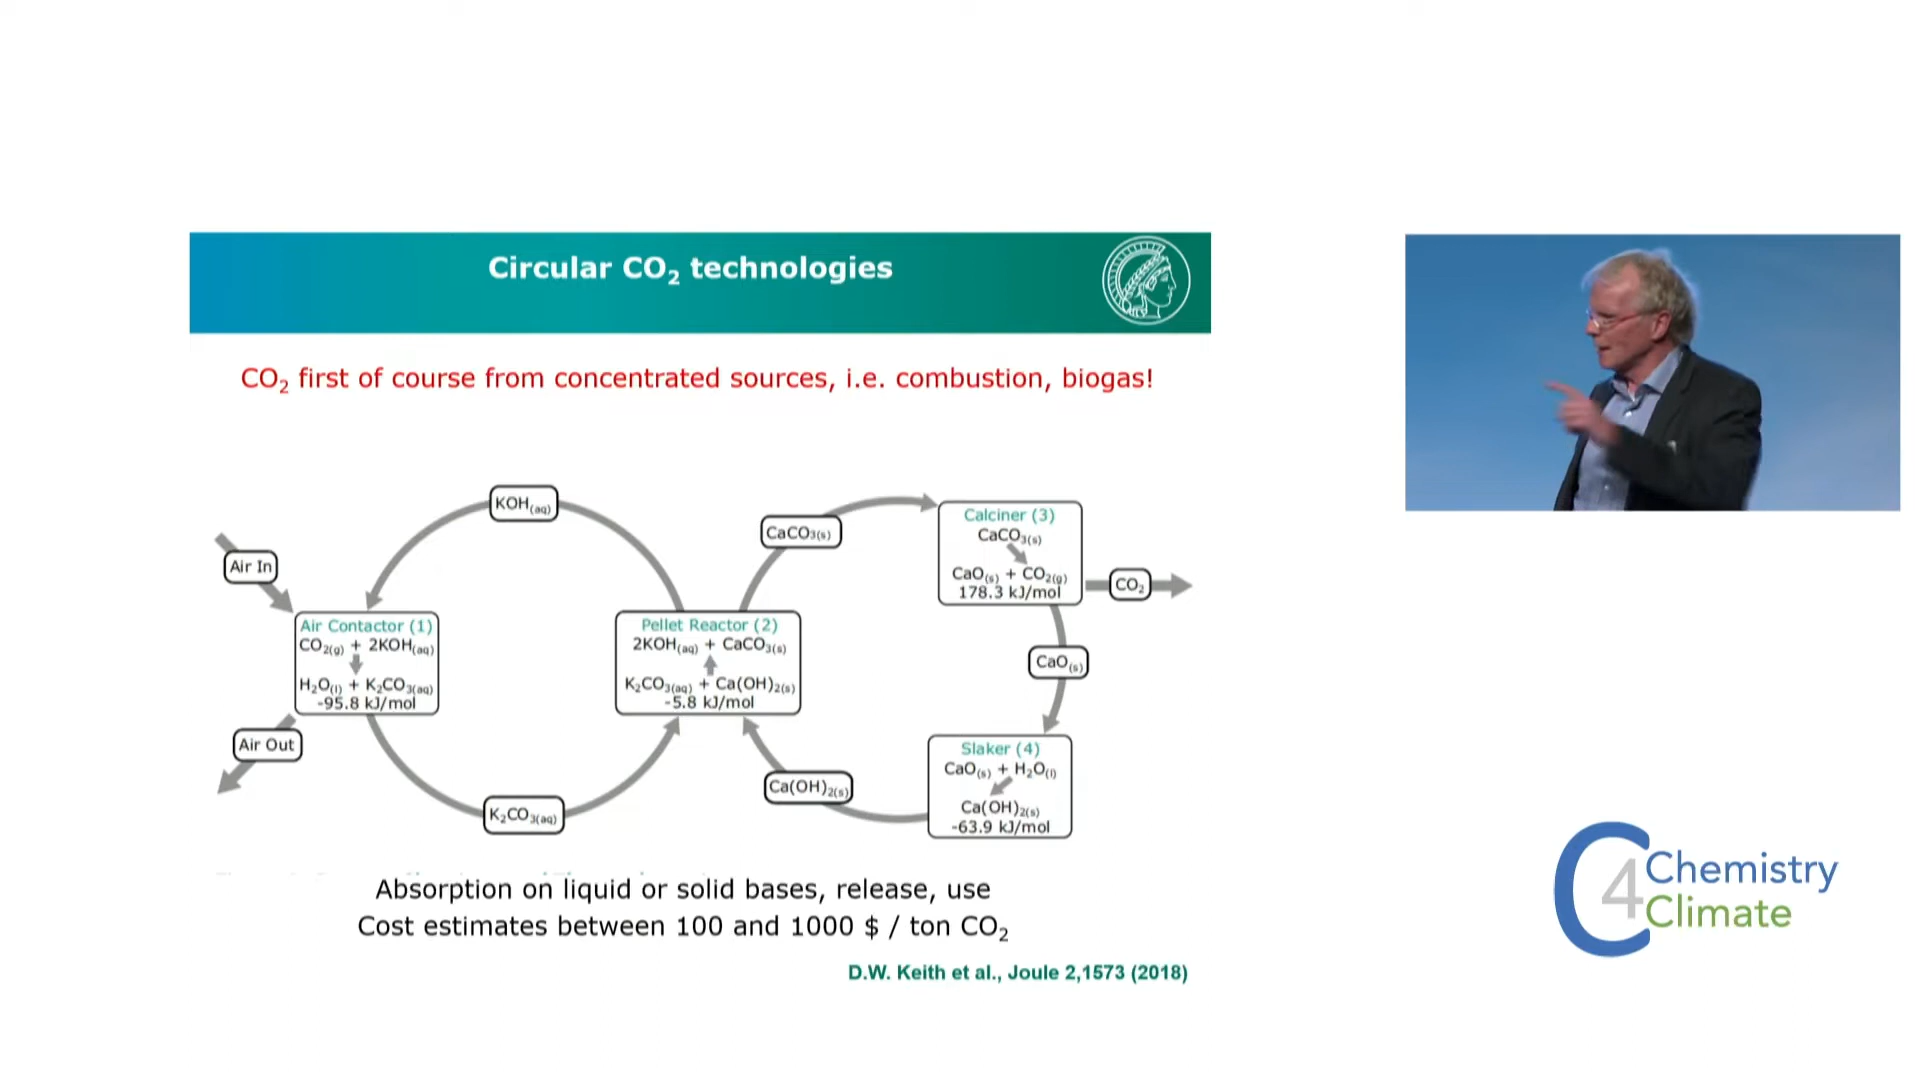 Circular CO₂ technologies
CO₂ first of course from concentrated sources, i.e. combustion, biogas!
KOH(aq)
Air In
Air Contactor (1)
CO₂(g) + 2KOH(aq)
H₂O(l) + K₂CO₃(aq)
-95.8 kJ/mol
Air Out
K₂CO₃(aq)
Pellet Reactor (2)
2KOH(aq) + CaCO₃(s)
K₂CO₃(aq) + Ca(OH)₂(s)
-5.8 kJ/mol
CaCO₃(s)
Calciner (3)
CaCO₃(s)
CaO(s) + CO₂(g)
178.3 kJ/mol
CO₂
CaO(s)
Slaker (4)
CaO(s) + H₂O(l)
Ca(OH)₂(s)
-63.9 kJ/mol
Ca(OH)₂(s)
Absorption on liquid or solid bases, release, use
Cost estimates between 100 and 1000 $ / ton CO₂
D.W. Keith et al., Joule 2,1573 (2018)
C4 Chemistry
Climate